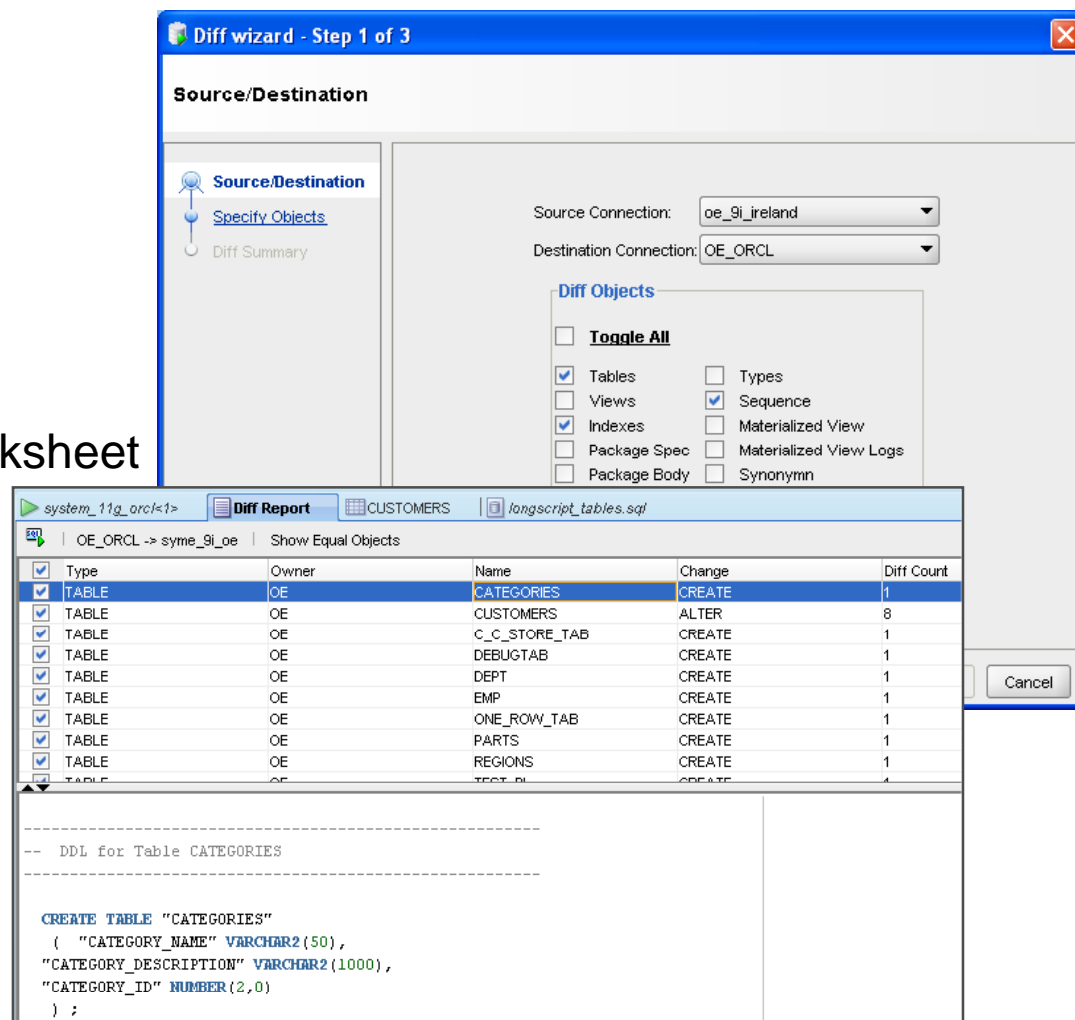 Diff wizard - Step 1 of 3
Source/Destination
Source/Destination
Specify Objects
Diff Summary
Source Connection: oe_9i_ireland
Destination Connection: OE_ORCL
Diff Objects
Toggle All
Tables Types
Views Sequence
Indexes Materialized View
Package Spec Materialized View Logs
Package Body Synonymn
Cancel
ksheet
system_11g_orcl<1> Diff Report CUSTOMERS longscript_tables.sql
SQL OE_ORCL -> syme_9i_oe Show Equal Objects
Type Owner Name Change Diff Count
TABLE OE CATEGORIES CREATE 1
TABLE OE CUSTOMERS ALTER 8
TABLE OE C_C_STORE_TAB CREATE 1
TABLE OE DEBUGTAB CREATE 1
TABLE OE DEPT CREATE 1
TABLE OE EMP CREATE 1
TABLE OE ONE_ROW_TAB CREATE 1
TABLE OE PARTS CREATE 1
TABLE OE REGIONS CREATE 1
TABLE OE CREATE 1
--------------------------------------------------------
-- DDL for Table CATEGORIES
--------------------------------------------------------
CREATE TABLE "CATEGORIES"
( "CATEGORY_NAME" VARCHAR2(50),
"CATEGORY_DESCRIPTION" VARCHAR2(1000),
"CATEGORY_ID" NUMBER(2,0)
) ;